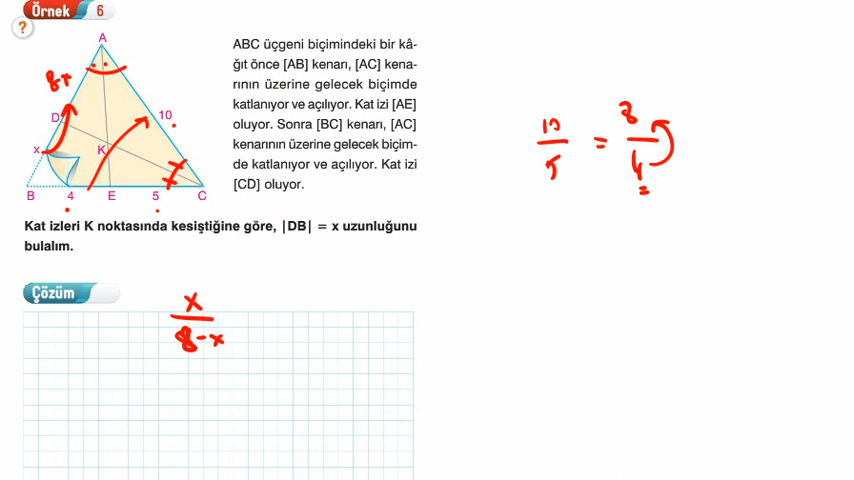 Örnek 6
?
A
8x
D
10
x
K
B 4 E 5 C
ABC üçgeni biçimindeki bir kâ-
ğıt önce [AB] kenarı, [AC] kena-
rının üzerine gelecek biçimde
katlanıyor ve açılıyor. Kat izi [AE]
oluyor. Sonra [BC] kenarı, [AC]
kenarının üzerine gelecek biçim-
de katlanıyor ve açılıyor. Kat izi
[CD] oluyor.
10/5 = 8/4
=
Kat izleri K noktasında kesiştiğine göre, |DB| = x uzunluğunu
bulalım.
Çözüm
x
8-x